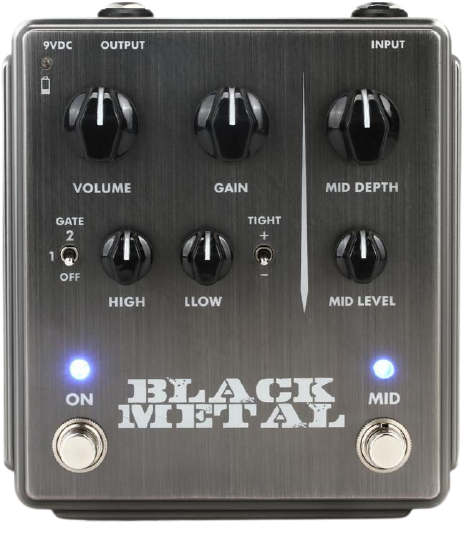 9VDC OUTPUT INPUT
VOLUME GAIN MID DEPTH
GATE TIGHT
2 +
1
OFF −
HIGH LLOW MID LEVEL
ON BLACK MID
METAL